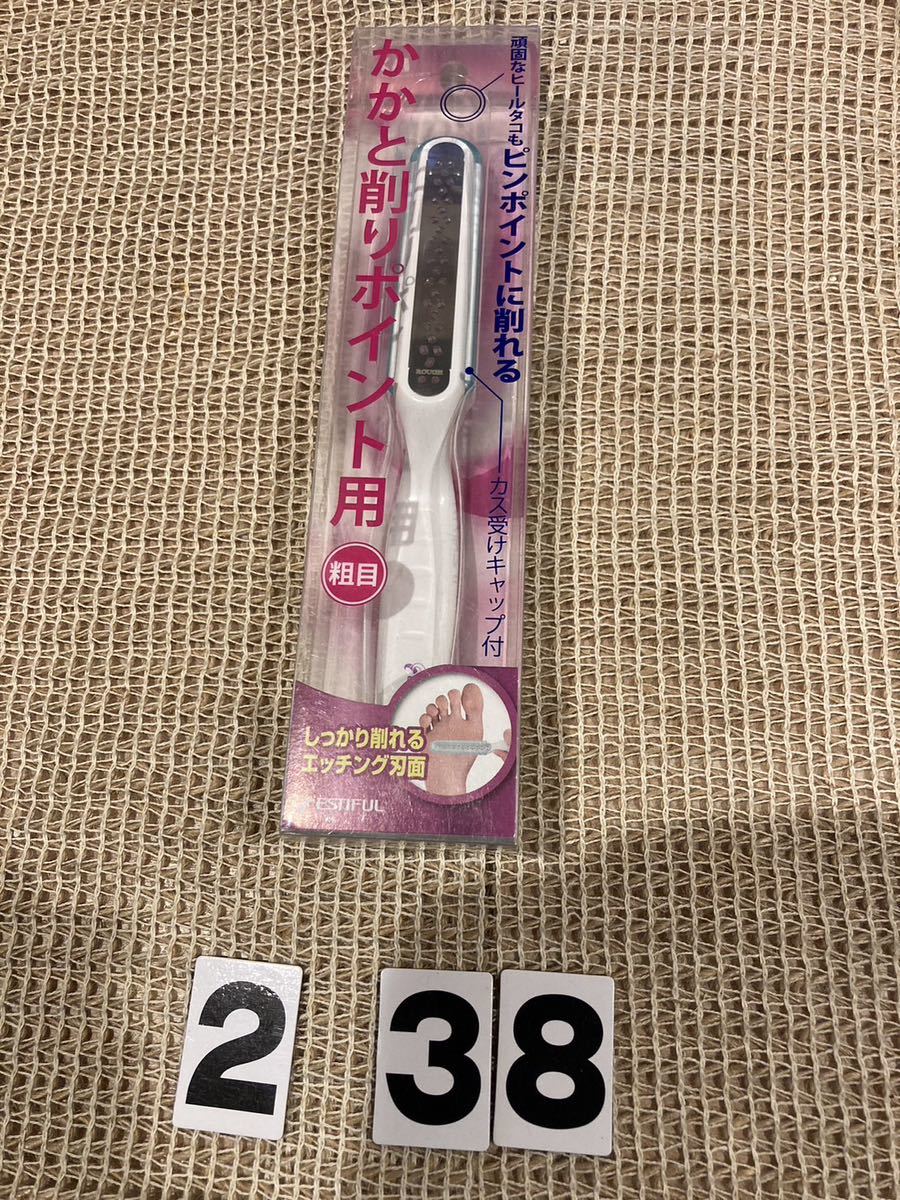 かかと削りポイント用
粗目
頑固なヒールタコも
ピンポイントに削れる
カス受けキャップ付
ROUGH
しっかり削れる
エッチング刃面
2 38